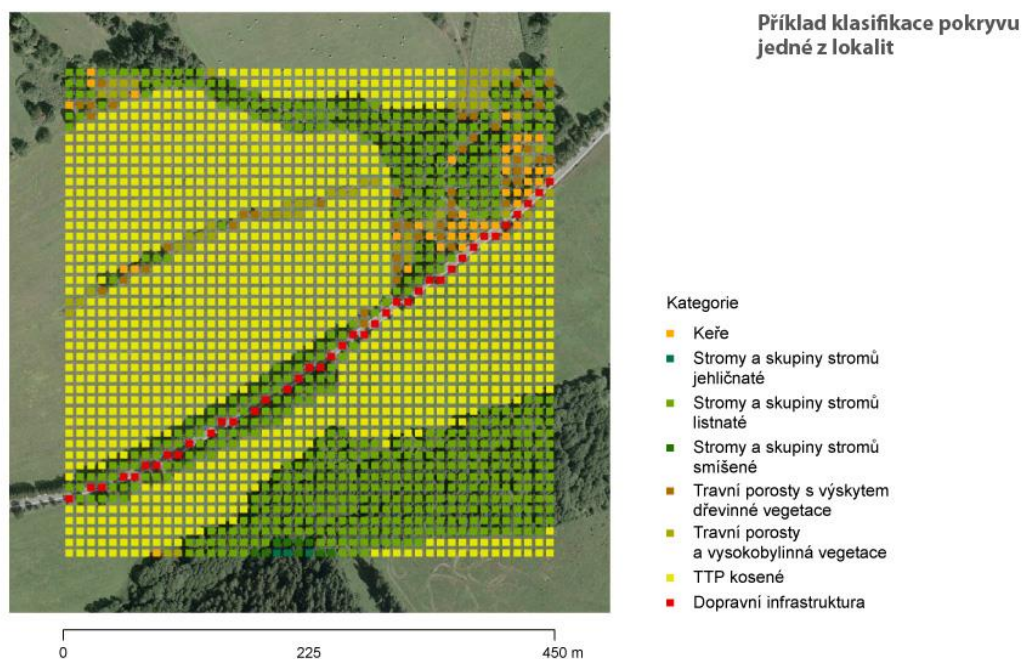 Příklad klasifikace pokryvu
jedné z lokalit
Kategorie
Keře
Stromy a skupiny stromů
jehličnaté
Stromy a skupiny stromů
listnaté
Stromy a skupiny stromů
smíšené
Travní porosty s výskytem
dřevinné vegetace
Travní porosty
a vysokobylinná vegetace
TTP kosené
Dopravní infrastruktura
0 225 450 m